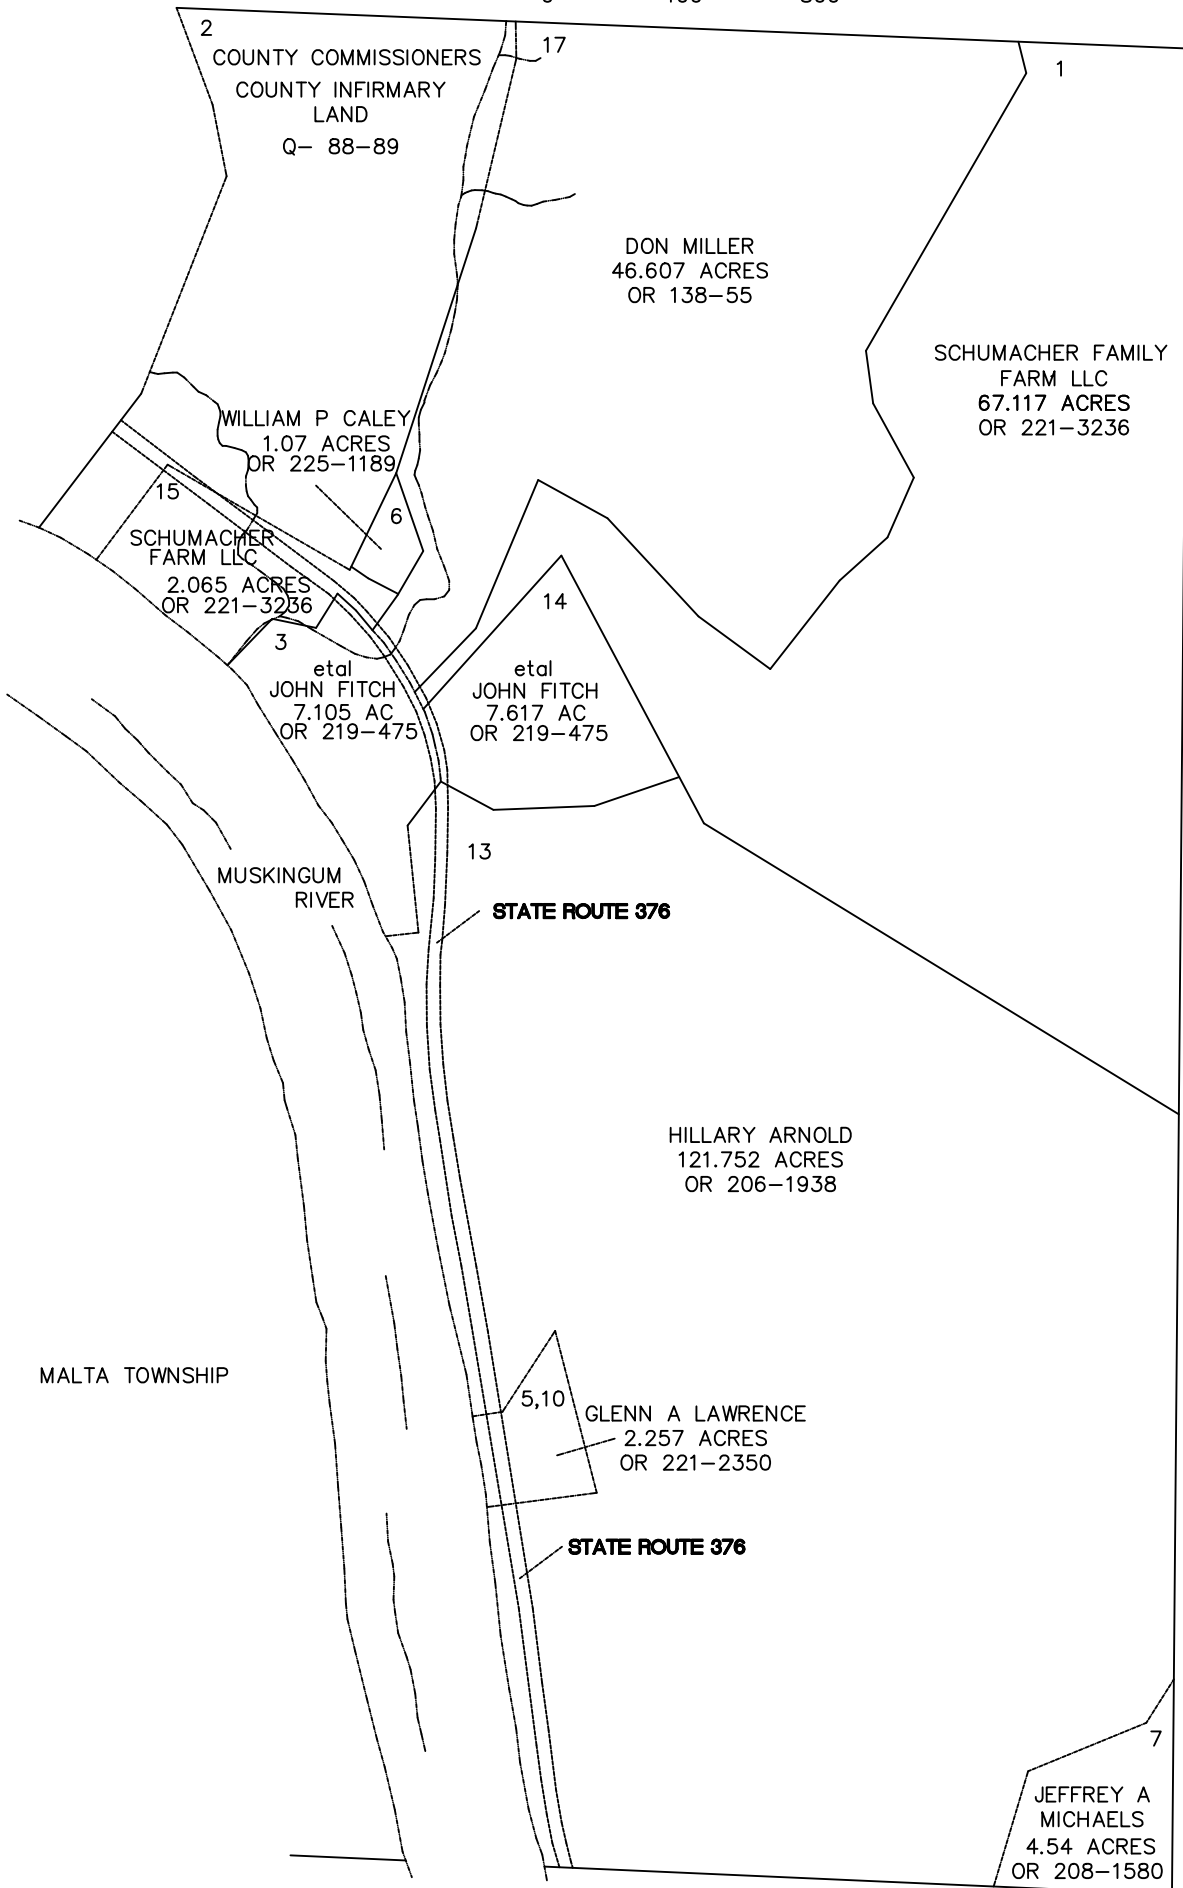 2
COUNTY COMMISSIONERS
COUNTY INFIRMARY
LAND
Q- 88-89
17
1
DON MILLER
46.607 ACRES
OR 138-55
SCHUMACHER FAMILY
FARM LLC
67.117 ACRES
OR 221-3236
WILLIAM P CALEY
1.07 ACRES
OR 225-1189
15
6
SCHUMACHER
FARM LLC
2.065 ACRES
OR 221-3236
3
14
etal
JOHN FITCH
7.105 AC
OR 219-475
etal
JOHN FITCH
7.617 AC
OR 219-475
13
MUSKINGUM
RIVER
STATE ROUTE 376
HILLARY ARNOLD
121.752 ACRES
OR 206-1938
MALTA TOWNSHIP
5,10
GLENN A LAWRENCE
2.257 ACRES
OR 221-2350
STATE ROUTE 376
7
JEFFREY A
MICHAELS
4.54 ACRES
OR 208-1580